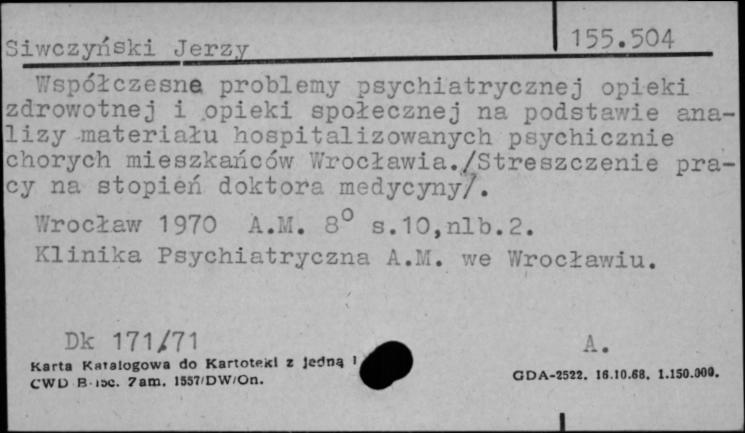 155.504
Siwczyński Jerzy
Współczesne problemy psychiatrycznej opieki
zdrowotnej i opieki społecznej na podstawie ana-
lizy materiału hospitalizowanych psychicznie
chorych mieszkańców Wrocławia./Streszczenie pra-
cy na stopień doktora medycyny/.
Wrocław 1970 A.M. 8° s.10,nlb.2.
Klinika Psychiatryczna A.M. we Wrocławiu.
Dk 171/71 A.
Karta Katalogowa do Kartoteki z jedną
CWD Zam. 1557/DW/On. GDA-2522. 16.10.68. 1.150.000.